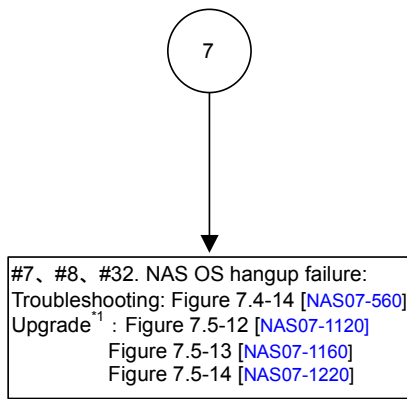 7
#7、#8、#32. NAS OS hangup failure:
Troubleshooting: Figure 7.4-14 [NAS07-560]
Upgrade*1 : Figure 7.5-12 [NAS07-1120]
Figure 7.5-13 [NAS07-1160]
Figure 7.5-14 [NAS07-1220]